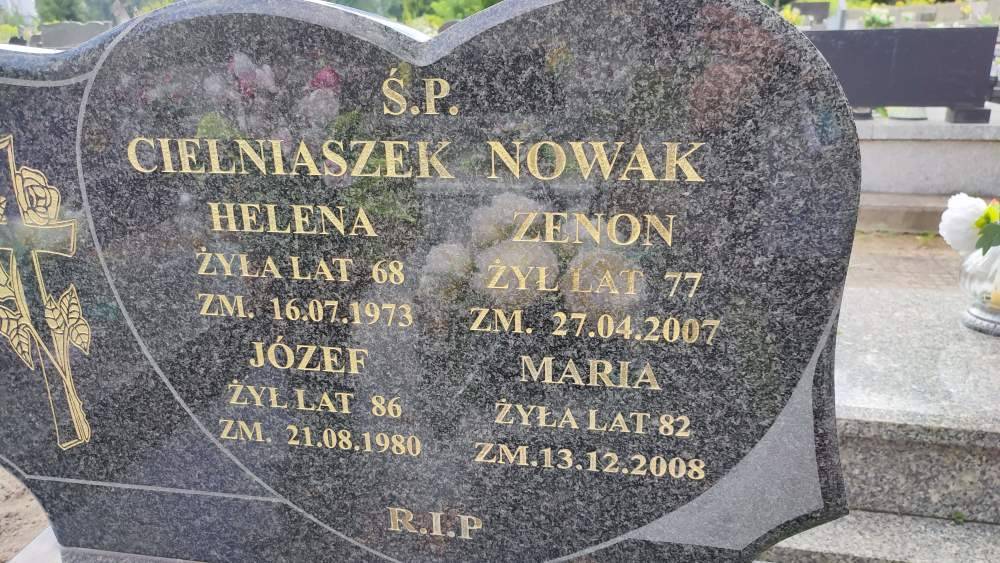 Ś.P.
CIELNIASZEK NOWAK
HELENA
ŻYŁA LAT 68
ZM. 16.07.1973
JÓZEF
ŻYŁ LAT 86
ZM. 21.08.1980
ZENON
ŻYŁ LAT 77
ZM. 27.04.2007
MARIA
ŻYŁA LAT 82
ZM.13.12.2008
R.I.P